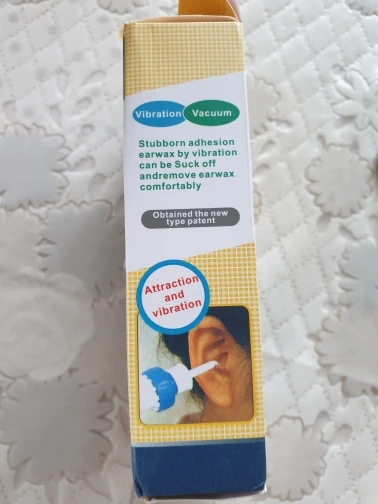 Vibration Vacuum
Stubborn adhesion
earwax by vibration
can be Suck off
andremove earwax
comfortably
Obtained the new
type patent
Attraction
and
vibration